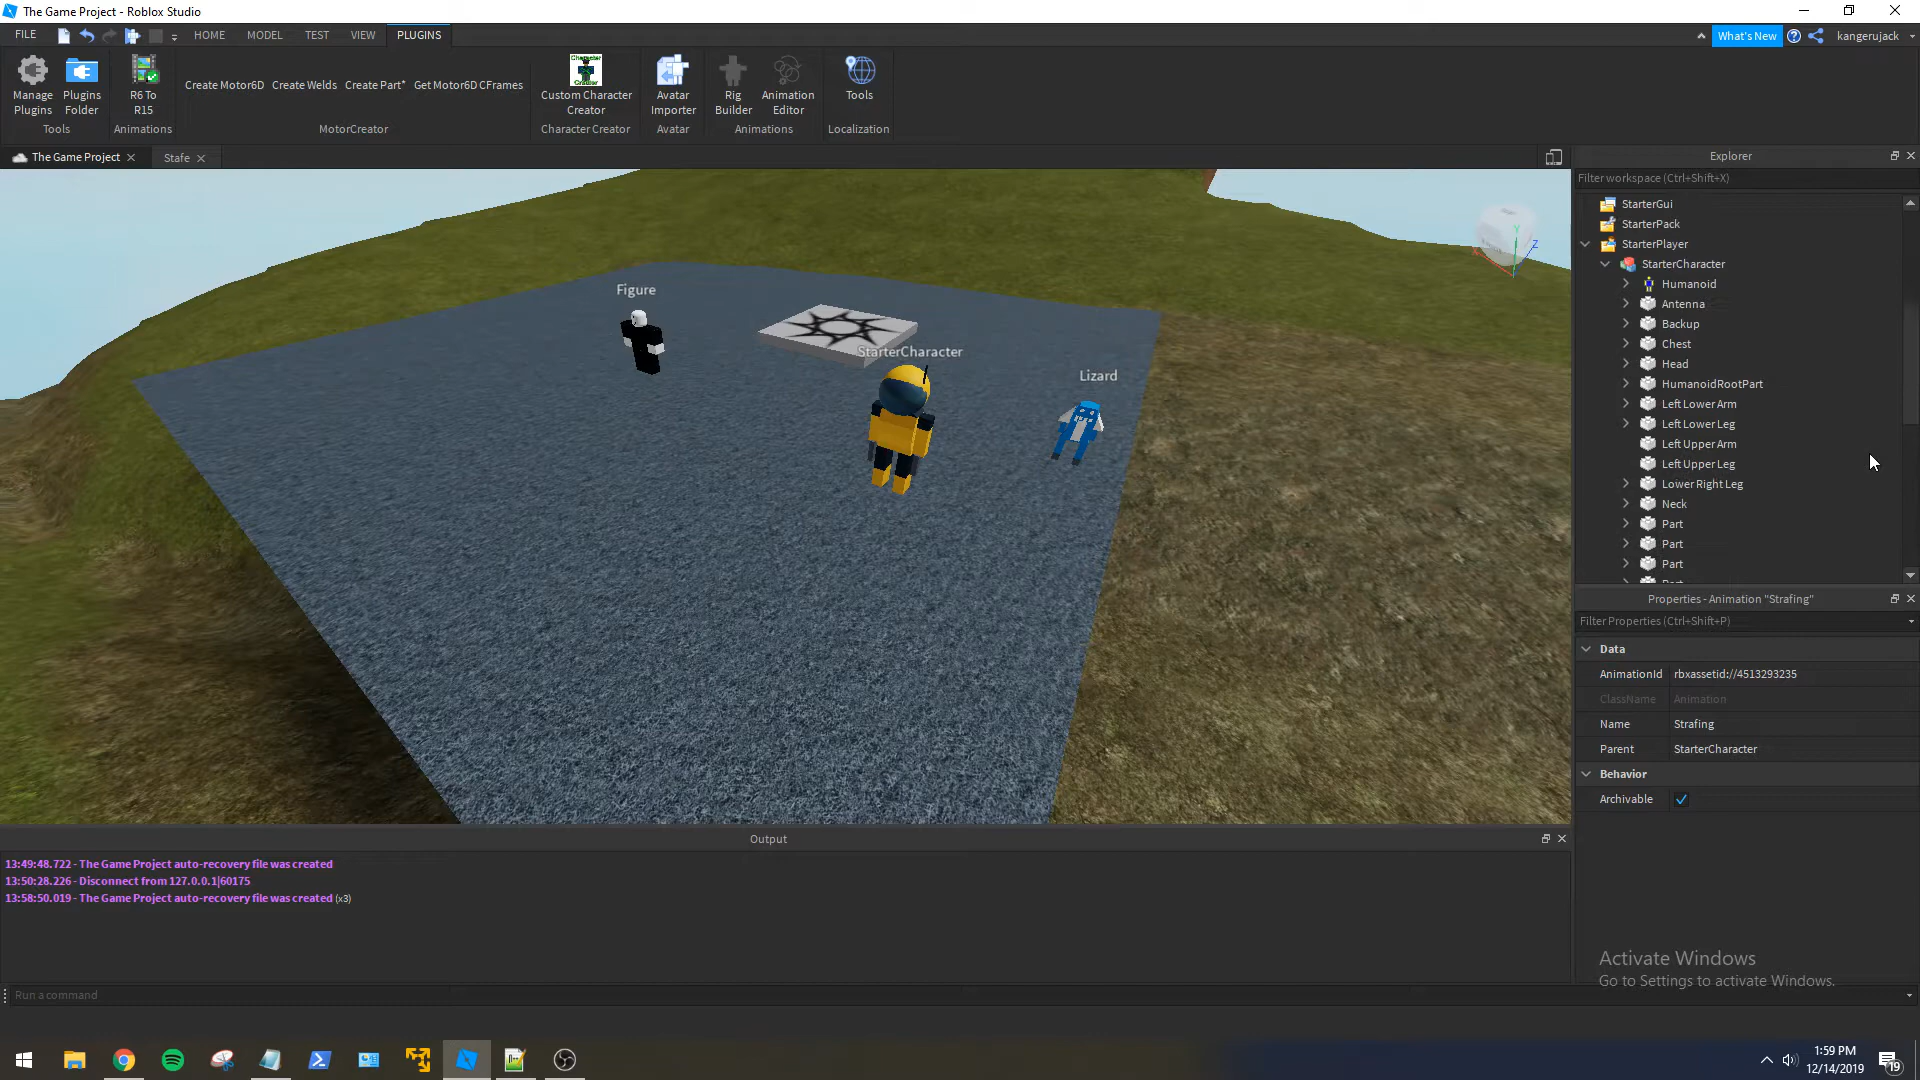 The Game Project - Roblox Studio
FILE HOME MODEL TEST VIEW PLUGINS What's New kangerujack
Manage Plugins
Plugins Folder
Tools
R6 To R15
Animations
Create Motor6D Create Welds Create Part* Get Motor6D CFrames
MotorCreator
Character Creator
Custom Character Creator
Character Creator
Avatar Importer
Avatar
Rig Builder
Animation Editor
Animations
Tools
Localization
The Game Project
Stafe
Figure
StarterCharacter
Lizard
Y
Z
Explorer
Filter workspace (Ctrl+Shift+X)
StarterGui
StarterPack
StarterPlayer
StarterCharacter
Humanoid
Antenna
Backup
Chest
Head
HumanoidRootPart
Left Lower Arm
Left Lower Leg
Left Upper Arm
Left Upper Leg
Lower Right Leg
Neck
Part
Part
Part
Part
Properties - Animation "Strafing"
Filter Properties (Ctrl+Shift+P)
Data
AnimationId rbxassetid://4513293235
ClassName Animation
Name Strafing
Parent StarterCharacter
Behavior
Archivable
Output
13:49:48.722 - The Game Project auto-recovery file was created
13:50:28.226 - Disconnect from 127.0.0.1|60175
13:58:50.019 - The Game Project auto-recovery file was created (x3)
Activate Windows
Go to Settings to activate Windows.
Run a command
1:59 PM
12/14/2019
19